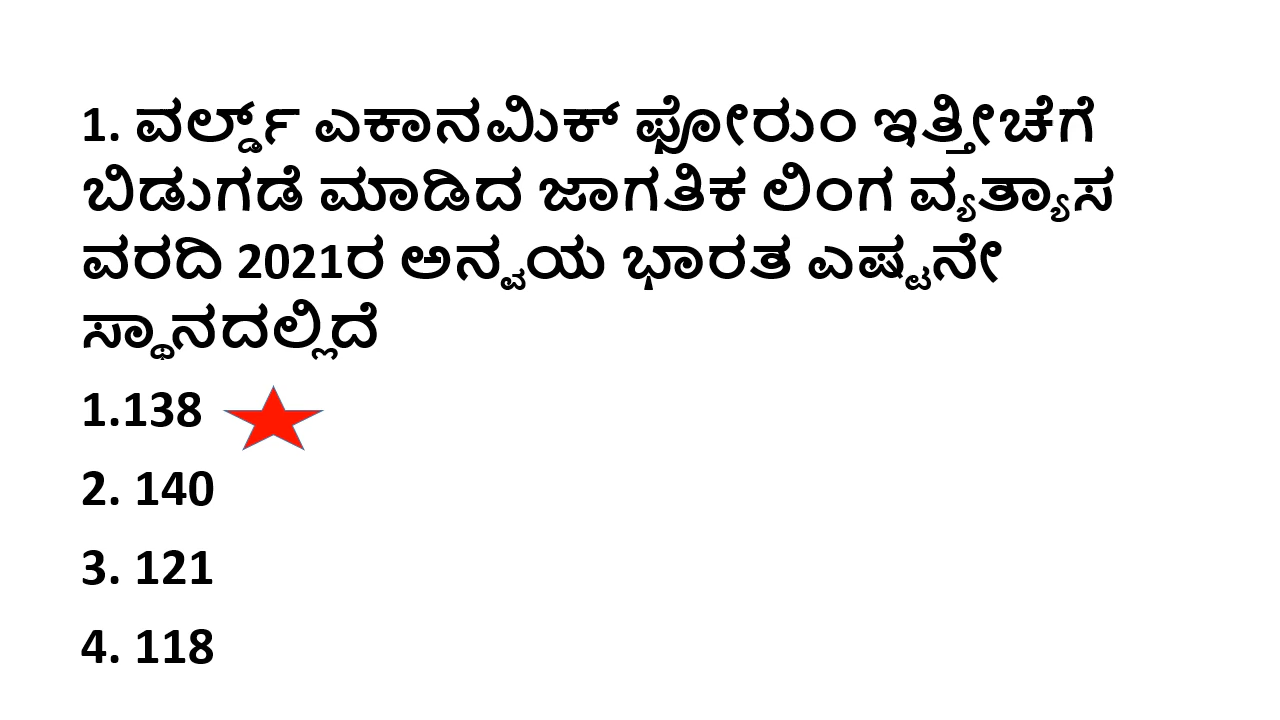 1. ವರ್ಲ್ಡ್ ಎಕಾನಮಿಕ್ ಫೋರುಂ ಇತ್ತೀಚೆಗೆ
ಬಿಡುಗಡೆ ಮಾಡಿದ ಜಾಗತಿಕ ಲಿಂಗ ವ್ಯತ್ಯಾಸ
ವರದಿ 2021ರ ಅನ್ವಯ ಭಾರತ ಎಷ್ಟನೇ
ಸ್ಥಾನದಲ್ಲಿದೆ
1.138
2. 140
3. 121
4. 118